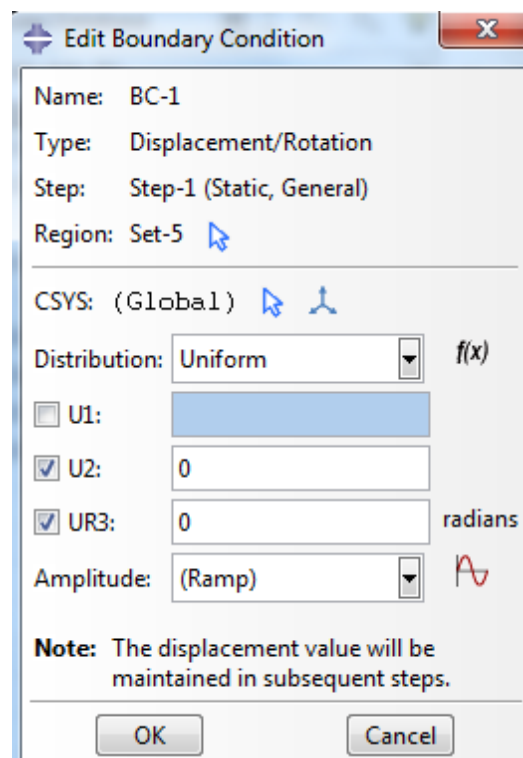 Edit Boundary Condition
Name: BC-1
Type: Displacement/Rotation
Step: Step-1 (Static, General)
Region: Set-5
CSYS: (Global)
Distribution: Uniform f(x)
U1:
U2: 0
UR3: 0 radians
Amplitude: (Ramp)
Note: The displacement value will be
maintained in subsequent steps.
OK Cancel